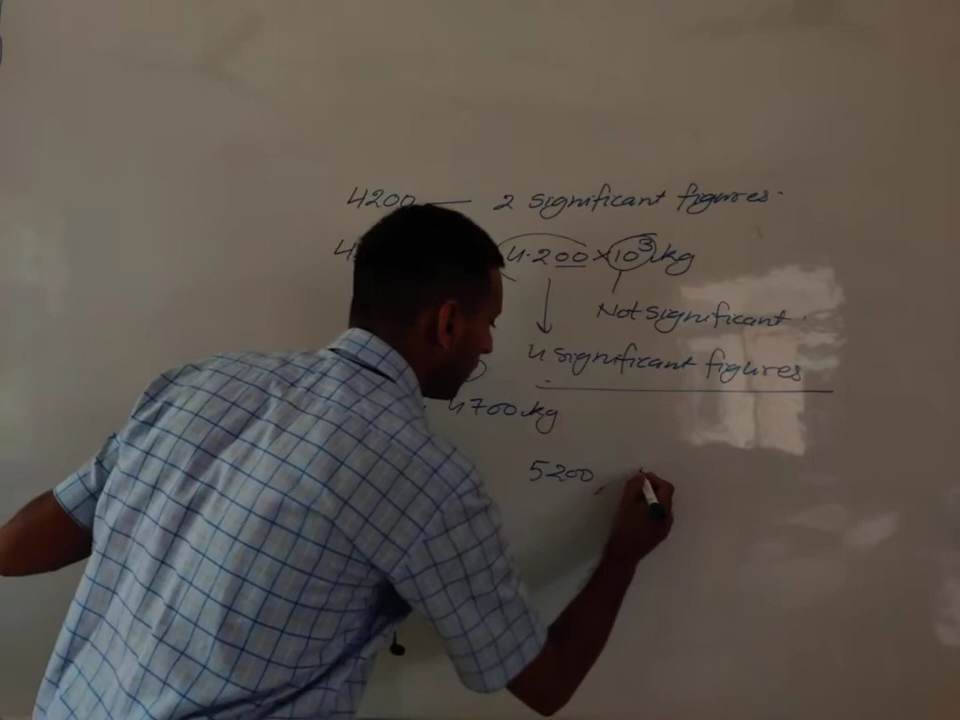 4200 — 2 significant figures.
4.200 × 10³ kg
Not significant.
4 significant figures
4700 kg
5200,